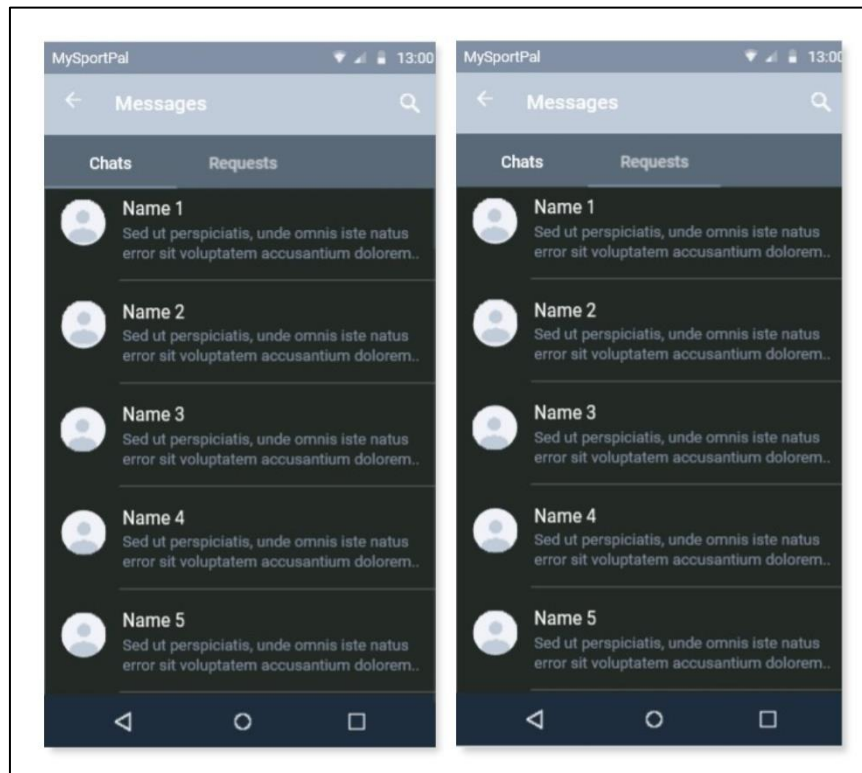 MySportPal 13:00
Messages
Chats Requests
Name 1
Sed ut perspiciatis, unde omnis iste natus
error sit voluptatem accusantium dolorem..
Name 2
Sed ut perspiciatis, unde omnis iste natus
error sit voluptatem accusantium dolorem..
Name 3
Sed ut perspiciatis, unde omnis iste natus
error sit voluptatem accusantium dolorem..
Name 4
Sed ut perspiciatis, unde omnis iste natus
error sit voluptatem accusantium dolorem..
Name 5
Sed ut perspiciatis, unde omnis iste natus
error sit voluptatem accusantium dolorem..
MySportPal 13:00
Messages
Chats Requests
Name 1
Sed ut perspiciatis, unde omnis iste natus
error sit voluptatem accusantium dolorem..
Name 2
Sed ut perspiciatis, unde omnis iste natus
error sit voluptatem accusantium dolorem..
Name 3
Sed ut perspiciatis, unde omnis iste natus
error sit voluptatem accusantium dolorem..
Name 4
Sed ut perspiciatis, unde omnis iste natus
error sit voluptatem accusantium dolorem..
Name 5
Sed ut perspiciatis, unde omnis iste natus
error sit voluptatem accusantium dolorem..